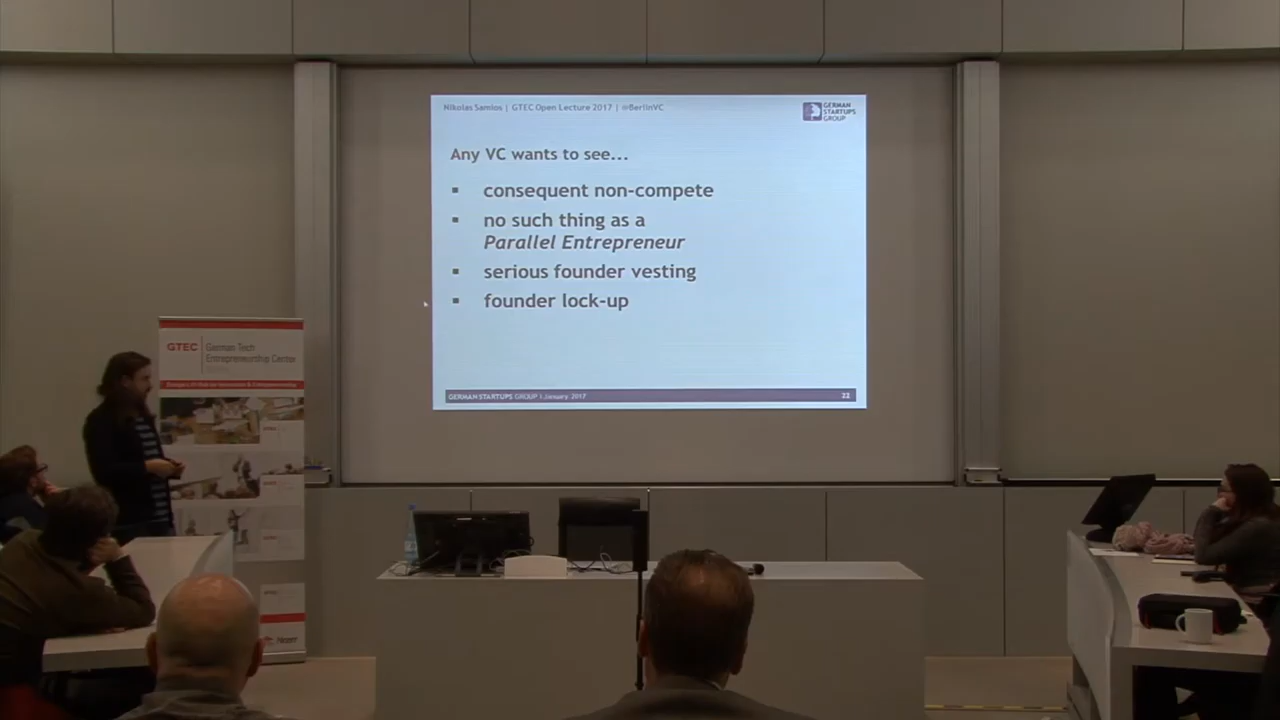 Nikolas Samios | GTEC Open Lecture 2017 | @BerlinVC
GERMAN
STARTUPS
GROUP
Any VC wants to see...
▪ consequent non-compete
▪ no such thing as a
Parallel Entrepreneur
▪ serious founder vesting
▪ founder lock-up
GERMAN STARTUPS GROUP | January 2017
22
GTEC
German Tech
Entrepreneurship Center
Noerr